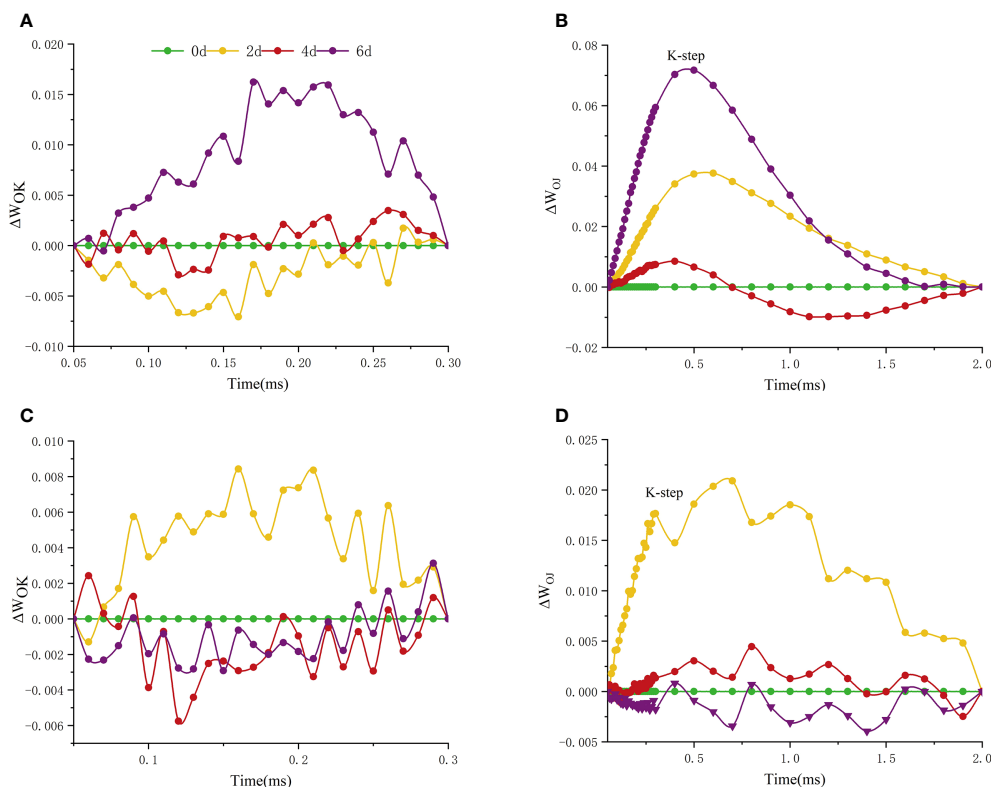 A
0d 2d 4d 6d
0.020
0.015
0.010
0.005
0.000
−0.005
−0.010
ΔW_OK
0.05 0.10 0.15 0.20 0.25 0.30
Time(ms)
B
K-step
0.08
0.06
0.04
0.02
0.00
−0.02
ΔW_OJ
0.5 1.0 1.5 2.0
Time(ms)
C
0.010
0.008
0.006
0.004
0.002
0.000
−0.002
−0.004
−0.006
ΔW_OK
0.1 0.2 0.3
Time(ms)
D
K-step
0.025
0.020
0.015
0.010
0.005
0.000
−0.005
ΔW_OJ
0.5 1.0 1.5 2.0
Time(ms)